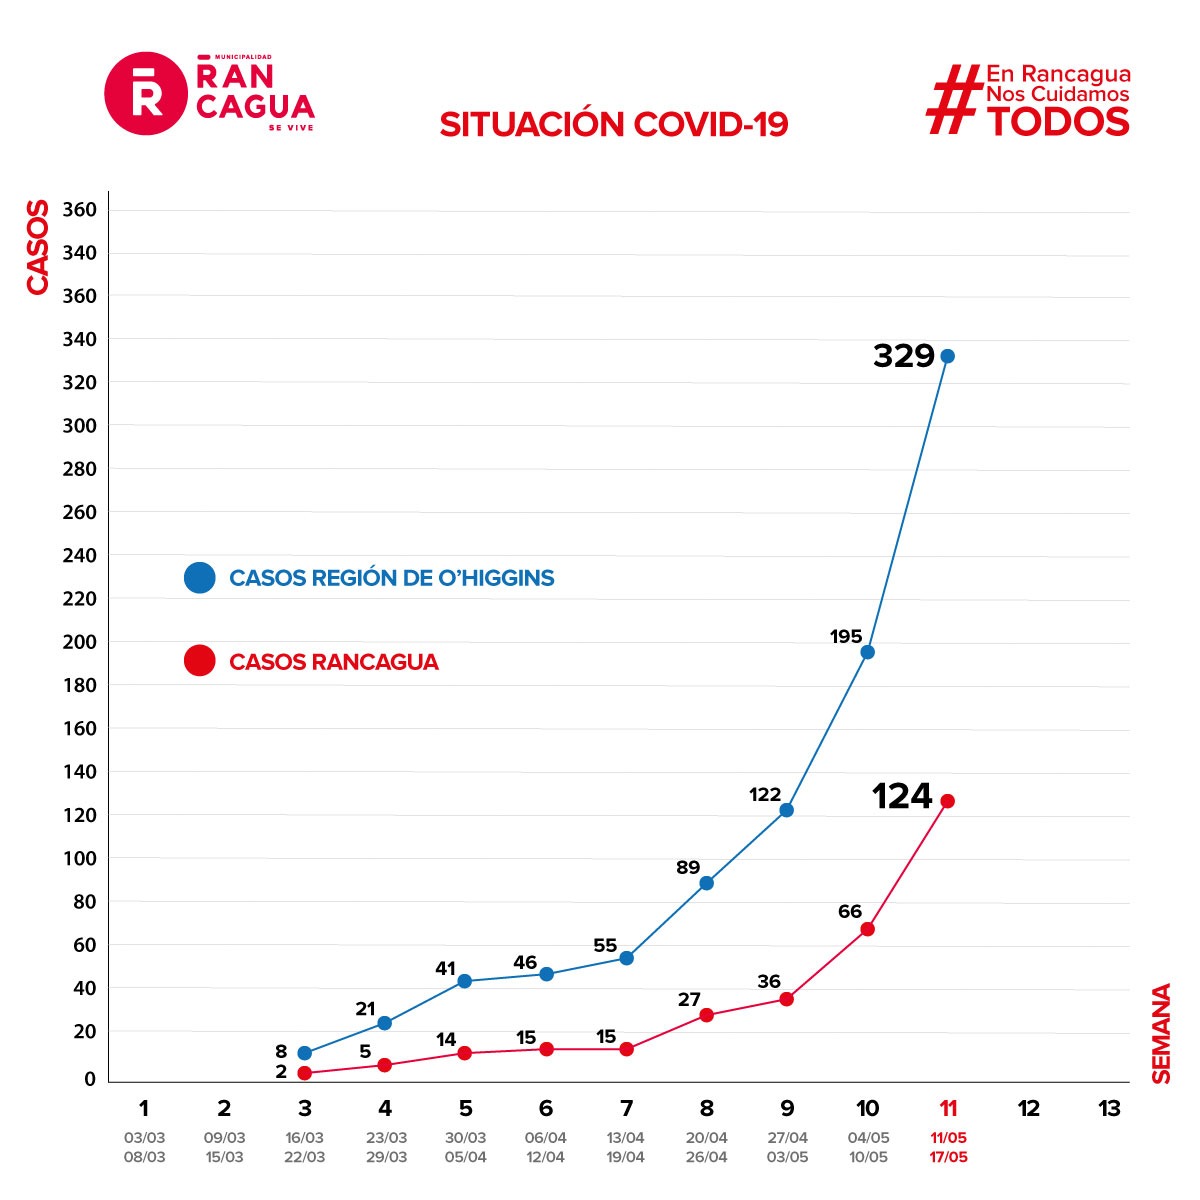 MUNICIPALIDAD
RAN
CAGUA
SE VIVE
R
SITUACIÓN COVID-19
#En Rancagua
Nos Cuidamos
TODOS
CASOS
360
340
360
340
320
300
280
260
240
220
200
180
160
140
120
100
80
60
40
20
0
CASOS REGIÓN DE O’HIGGINS
CASOS RANCAGUA
8
21
41
46
55
89
122
195
329
2
5
14
15
15
27
36
66
124
SEMANA
1 2 3 4 5 6 7 8 9 10 11 12 13
03/03 09/03 16/03 23/03 30/03 06/04 13/04 20/04 27/04 04/05 11/05
08/03 15/03 22/03 29/03 05/04 12/04 19/04 26/04 03/05 10/05 17/05